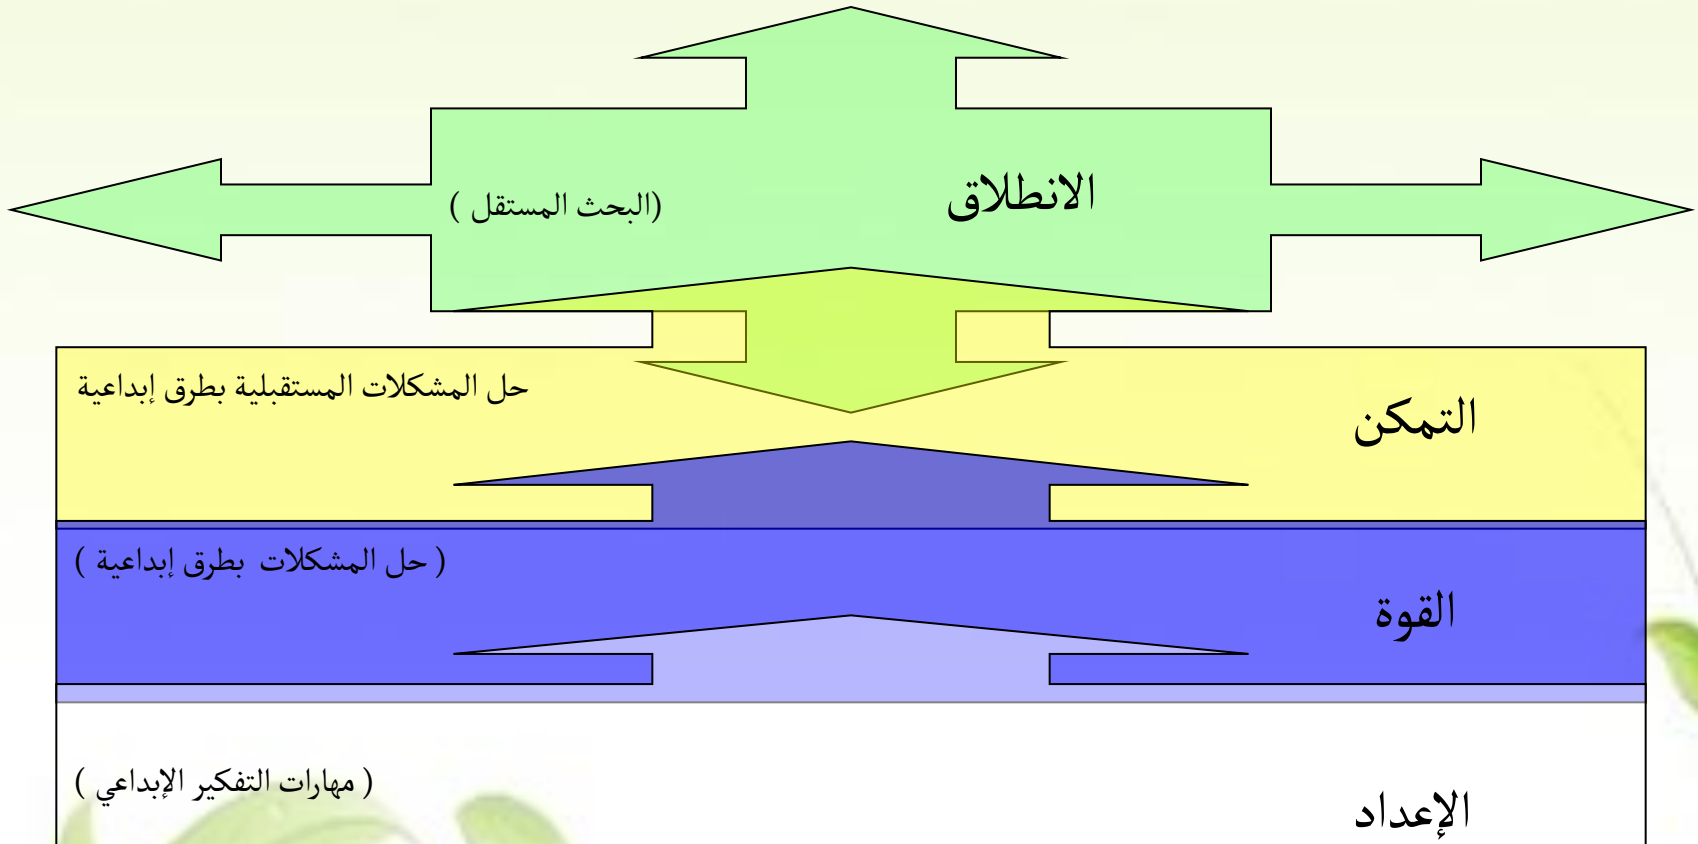 الانطلاق
(البحث المستقل )
التمكن
حل المشكلات المستقبلية بطرق إبداعية
القوة
( حل المشكلات بطرق إبداعية )
الإعداد
( مهارات التفكير الإبداعي )